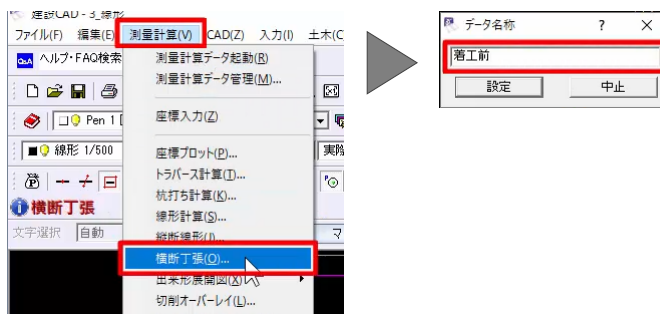 建設CAD - 3_線形
ファイル(F) 編集(E) 測量計算(V) CAD(Z) 入力(I) 土木(C
Q&A ヘルプ・FAQ検索
測量計算データ起動(R)
測量計算データ管理(M)...
Pen 1 [
座標入力(Z)
線形 1/500
座標プロット(P)...
実際
トラバース計算(T)...
杭打ち計算(K)...
横断丁張
線形計算(S)...
文字選択 自動
縦断線形(J)...
マ
横断丁張(O)...
出来形展開図(X)
切削オーバーレイ(L)...
データ名称 ? ×
着工前
設定 中止